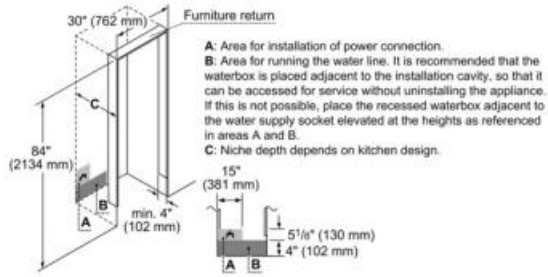 30" (762 mm)
Furniture return
A: Area for installation of power connection.
B: Area for running the water line. It is recommended that the
waterbox is placed adjacent to the installation cavity, so that it
can be accessed for service without uninstalling the appliance.
If this is not possible, place the recessed waterbox adjacent to
the water supply socket elevated at the heights as referenced
in areas A and B.
C: Niche depth depends on kitchen design.
C
84"
(2134 mm)
15"
(381 mm)
A
B
min. 4"
(102 mm)
5 1/8" (130 mm)
4" (102 mm)
A
B